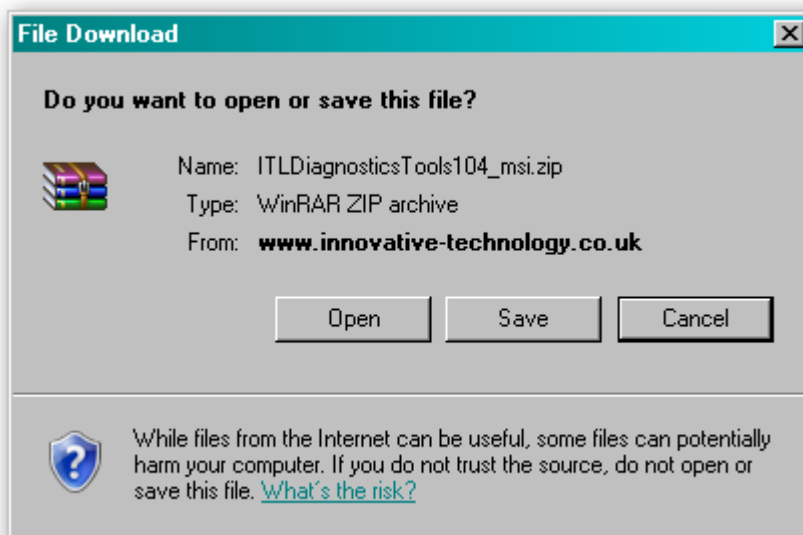 File Download
Do you want to open or save this file?
Name: ITLDiagnosticsTools104_msi.zip
Type: WinRAR ZIP archive
From: www.innovative-technology.co.uk
Open Save Cancel
While files from the Internet can be useful, some files can potentially
harm your computer. If you do not trust the source, do not open or
save this file. What's the risk?